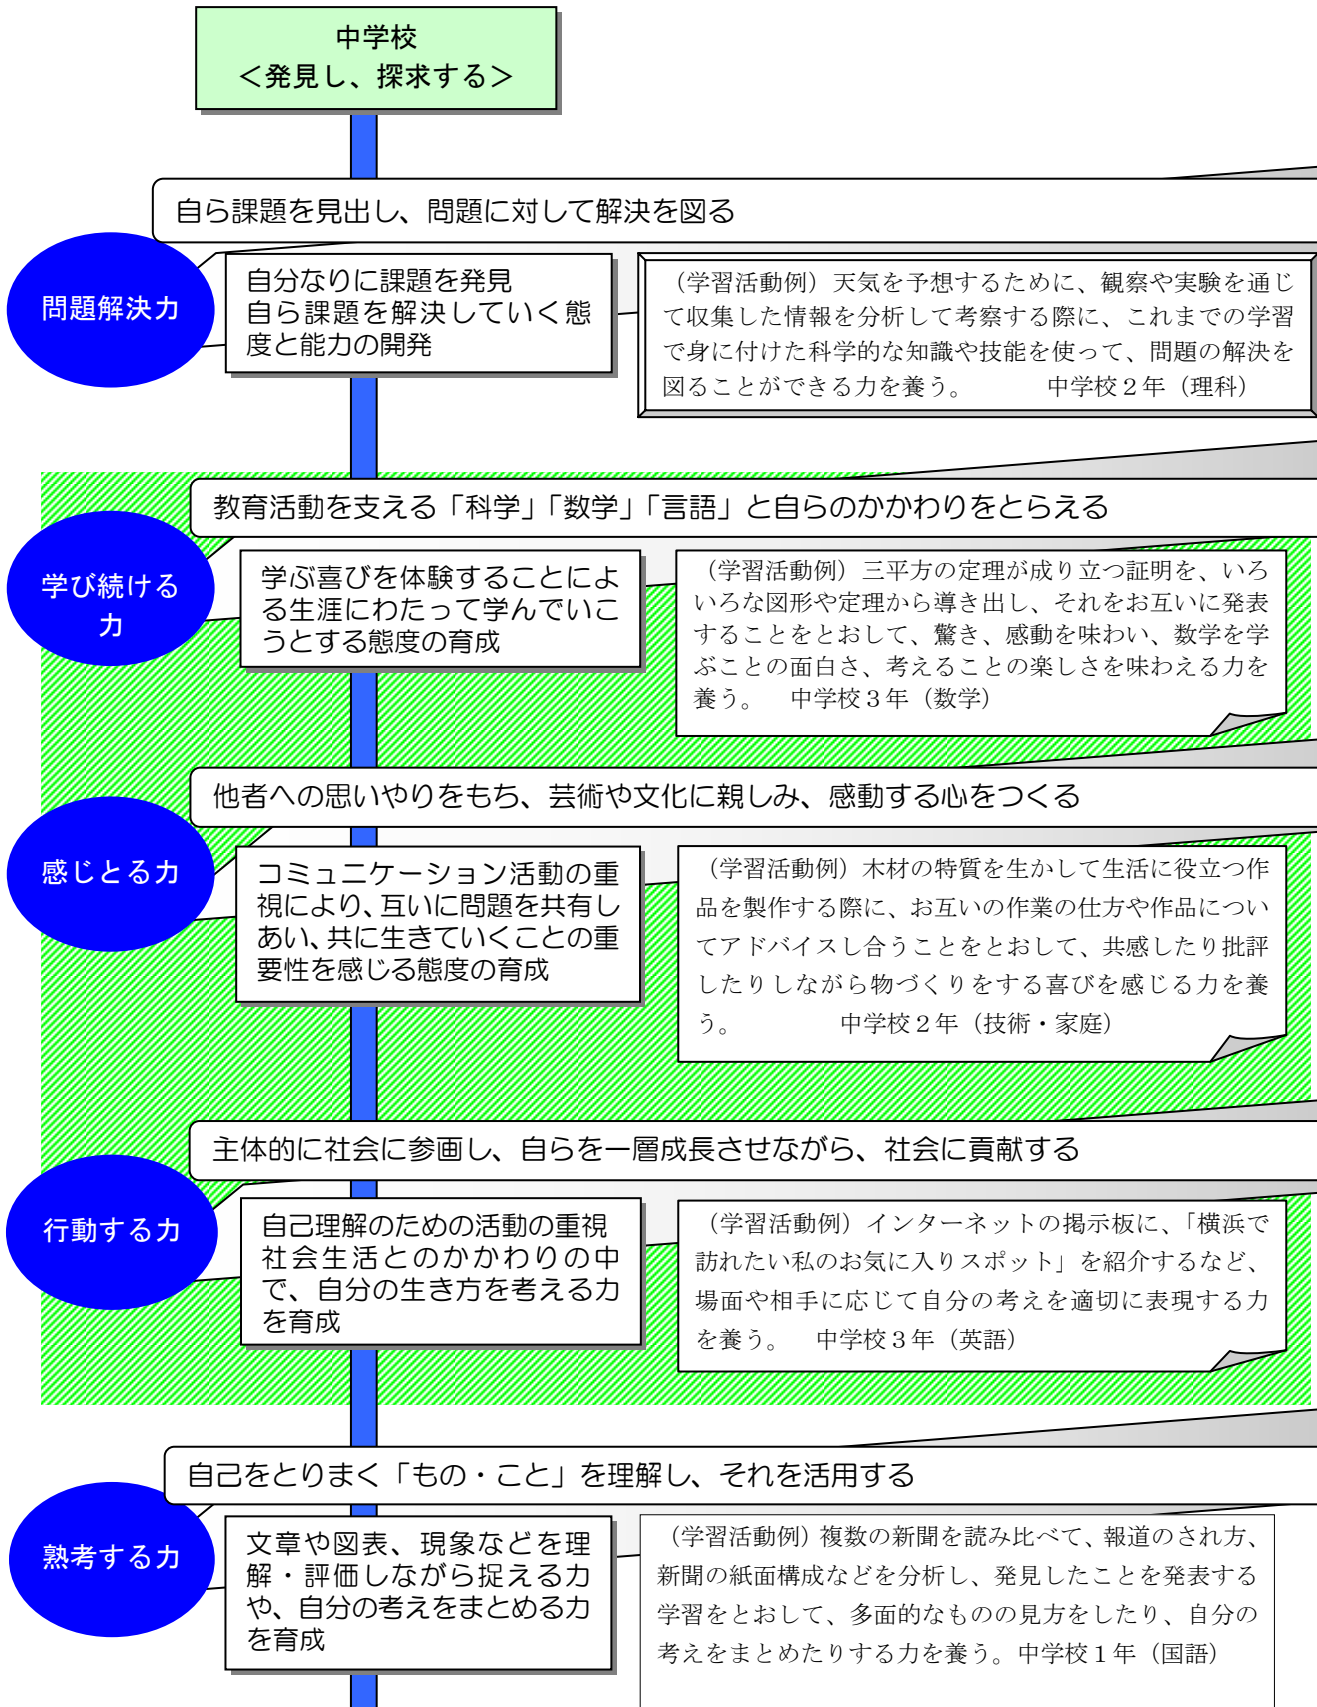 中学校
＜発見し、探求する＞
自ら課題を見出し、問題に対して解決を図る
問題解決力
自分なりに課題を発見
自ら課題を解決していく態
度と能力の開発
（学習活動例）天気を予想するために、観察や実験を通じ
て収集した情報を分析して考察する際に、これまでの学習
で身に付けた科学的な知識や技能を使って、問題の解決を
図ることができる力を養う。　　　中学校２年（理科）
教育活動を支える「科学」「数学」「言語」と自らのかかわりをとらえる
学び続ける
力
学ぶ喜びを体験することによ
る生涯にわたって学んでいこ
うとする態度の育成
（学習活動例）三平方の定理が成り立つ証明を、いろ
いろな図形や定理から導き出し、それをお互いに発表
することをとおして、驚き、感動を味わい、数学を学
ぶことの面白さ、考えることの楽しさを味わえる力を
養う。　中学校３年（数学）
他者への思いやりをもち、芸術や文化に親しみ、感動する心をつくる
感じとる力
コミュニケーション活動の重
視により、互いに問題を共有し
あい、共に生きていくことの重
要性を感じる態度の育成
（学習活動例）木材の特質を生かして生活に役立つ作
品を製作する際に、お互いの作業の仕方や作品につい
てアドバイスし合うことをとおして、共感したり批評
したりしながら物づくりをする喜びを感じる力を養
う。　　　　中学校２年（技術・家庭）
主体的に社会に参画し、自らを一層成長させながら、社会に貢献する
行動する力
自己理解のための活動の重視
社会生活とのかかわりの中
で、自分の生き方を考える力
を育成
（学習活動例）インターネットの掲示板に、「横浜で
訪れたい私のお気に入りスポット」を紹介するなど、
場面や相手に応じて自分の考えを適切に表現する力
を養う。　中学校３年（英語）
自己をとりまく「もの・こと」を理解し、それを活用する
熟考する力
文章や図表、現象などを理
解・評価しながら捉える力
や、自分の考えをまとめる力
を育成
（学習活動例）複数の新聞を読み比べて、報道のされ方、
新聞の紙面構成などを分析し、発見したことを発表する
学習をとおして、多面的なものの見方をしたり、自分の
考えをまとめたりする力を養う。中学校１年（国語）